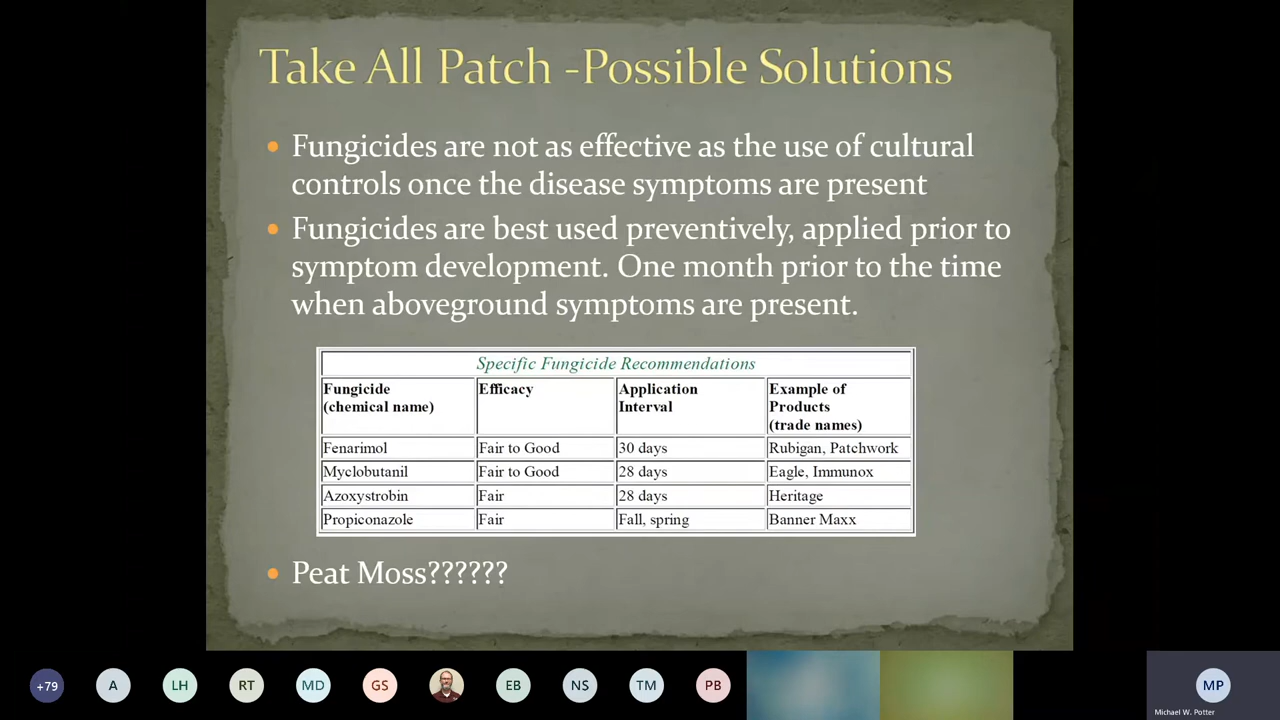 Take All Patch -Possible Solutions
Fungicides are not as effective as the use of cultural
controls once the disease symptoms are present
Fungicides are best used preventively, applied prior to
symptom development. One month prior to the time
when aboveground symptoms are present.
Specific Fungicide Recommendations
Fungicide (chemical name) Efficacy Application Interval Example of Products (trade names)
Fenarimol Fair to Good 30 days Rubigan, Patchwork
Myclobutanil Fair to Good 28 days Eagle, Immunox
Azoxystrobin Fair 28 days Heritage
Propiconazole Fair Fall, spring Banner Maxx
Peat Moss??????
+79 A LH RT MD GS EB NS TM PB MP
Michael W. Potter